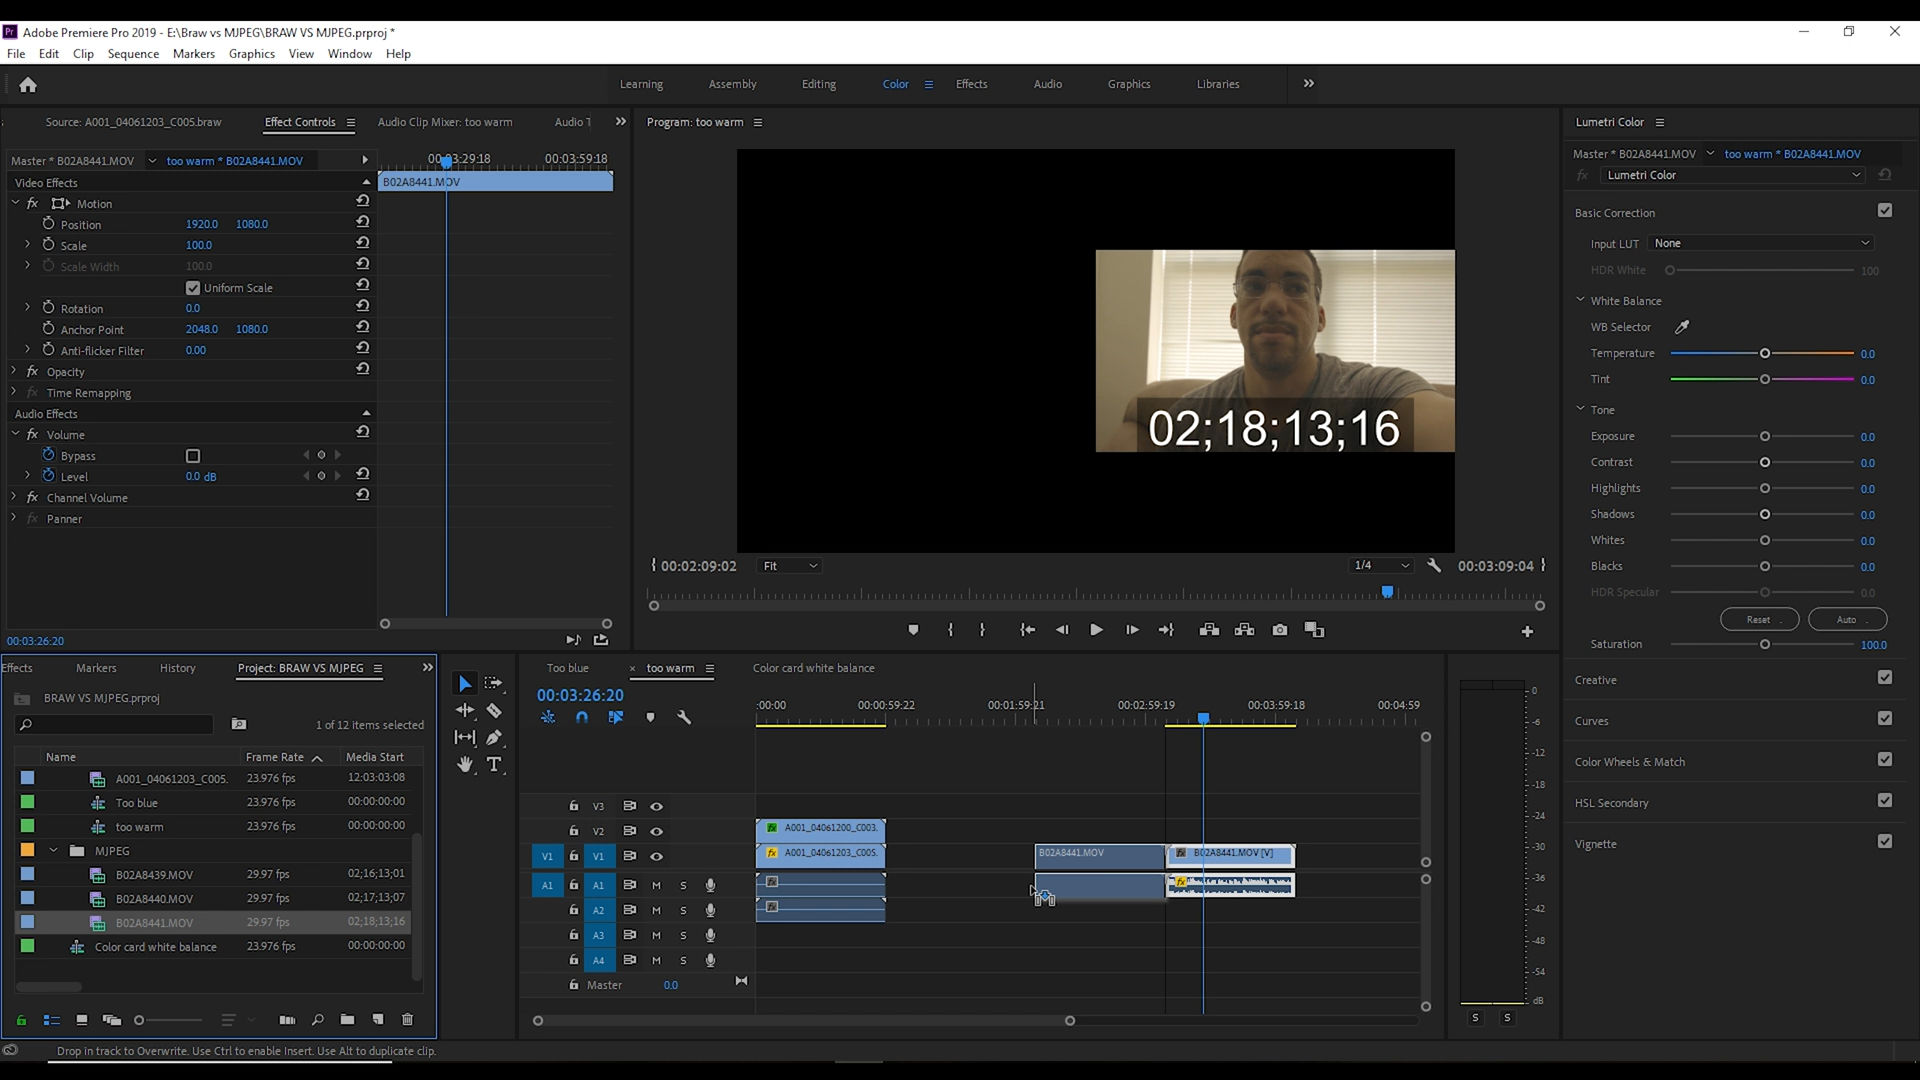 Adobe Premiere Pro 2019 - E:\Braw vs MJPEG\BRAW VS MJPEG.prproj *
File Edit Clip Sequence Markers Graphics View Window Help
Learning Assembly Editing Color Effects Audio Graphics Libraries
Source: A001_04061203_C005.braw Effect Controls Audio Clip Mixer: too warm Audio T
Program: too warm
Lumetri Color
Master * B02A8441.MOV too warm * B02A8441.MOV
00:03:29:18 00:03:59:18
Video Effects
B02A8441.MOV
fx Motion
Position 1920.0 1080.0
Scale 100.0
Scale Width 100.0
Uniform Scale
Rotation 0.0
Anchor Point 2048.0 1080.0
Anti-flicker Filter 0.00
fx Opacity
fx Time Remapping
Audio Effects
fx Volume
Bypass
Level 0.0 dB
fx Channel Volume
fx Panner
00:03:26:20
02;18;13;16
00:02:09:02 Fit 1/4 00:03:09:04
Master * B02A8441.MOV too warm * B02A8441.MOV
fx Lumetri Color
Basic Correction
Input LUT None
HDR White 100
White Balance
WB Selector
Temperature 0.0
Tint 0.0
Tone
Exposure 0.0
Contrast 0.0
Highlights 0.0
Shadows 0.0
Whites 0.0
Blacks 0.0
HDR Specular 0.0
Reset Auto
Saturation 100.0
Creative
Curves
Color Wheels & Match
HSL Secondary
Vignette
Effects Markers History Project: BRAW VS MJPEG
BRAW VS MJPEG.prproj
1 of 12 items selected
Name Frame Rate Media Start
A001_04061203_C005. 23.976 fps 12:03:03:08
Too blue 23.976 fps 00:00:00:00
too warm 23.976 fps 00:00:00:00
MJPEG
B02A8439.MOV 29.97 fps 02;16;13;01
B02A8440.MOV 29.97 fps 02;17;13;07
B02A8441.MOV 29.97 fps 02;18;13;16
Color card white balance 23.976 fps 00:00:00:00
Too blue × too warm Color card white balance
00:03:26:20
:00:00 00:00:59:22 00:01:59:21 00:02:59:19 00:03:59:18 00:04:59
V3
V2 A001_04061200_C003.
V1 V1 A001_04061203_C005. B02A8441.MOV B02A8441.MOV [V]
A1 A1 M S
A2 M S
A3 M S
A4 M S
Master 0.0
0
-6
-12
-18
-24
-30
-36
-42
-48
-54
dB
S S
Drop in track to Overwrite. Use Ctrl to enable Insert. Use Alt to duplicate clip.